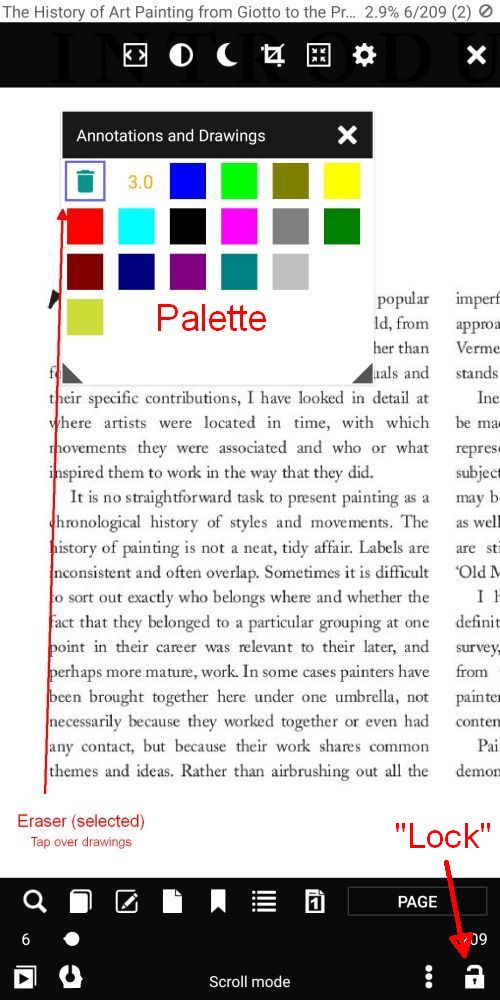 The History of Art Painting from Giotto to the Pr... 2.9% 6/209 (2)
INTRODU
Annotations and Drawings
3.0
Palette
popular
ld, from
her than
uals and
their specific contributions, I have looked in detail at
where artists were located in time, with which
movements they were associated and who or what
inspired them to work in the way that they did.
It is no straightforward task to present painting as a
chronological history of styles and movements. The
history of painting is not a neat, tidy affair. Labels are
inconsistent and often overlap. Sometimes it is difficult
to sort out exactly who belongs where and whether the
fact that they belonged to a particular grouping at one
point in their career was relevant to their later, and
perhaps more mature, work. In some cases painters have
been brought together here under one umbrella, not
necessarily because they worked together or even had
any contact, but because their work shares common
themes and ideas. Rather than airbrushing out all the
imperf
approa
Verme
stands
Ine
be ma
repres
subject
may b
as well
are sti
‘Old M
I h
definit
survey,
from
painter
conten
Pai
demon
Eraser (selected)
Tap over drawings
"Lock"
1
PAGE
6
209
Scroll mode